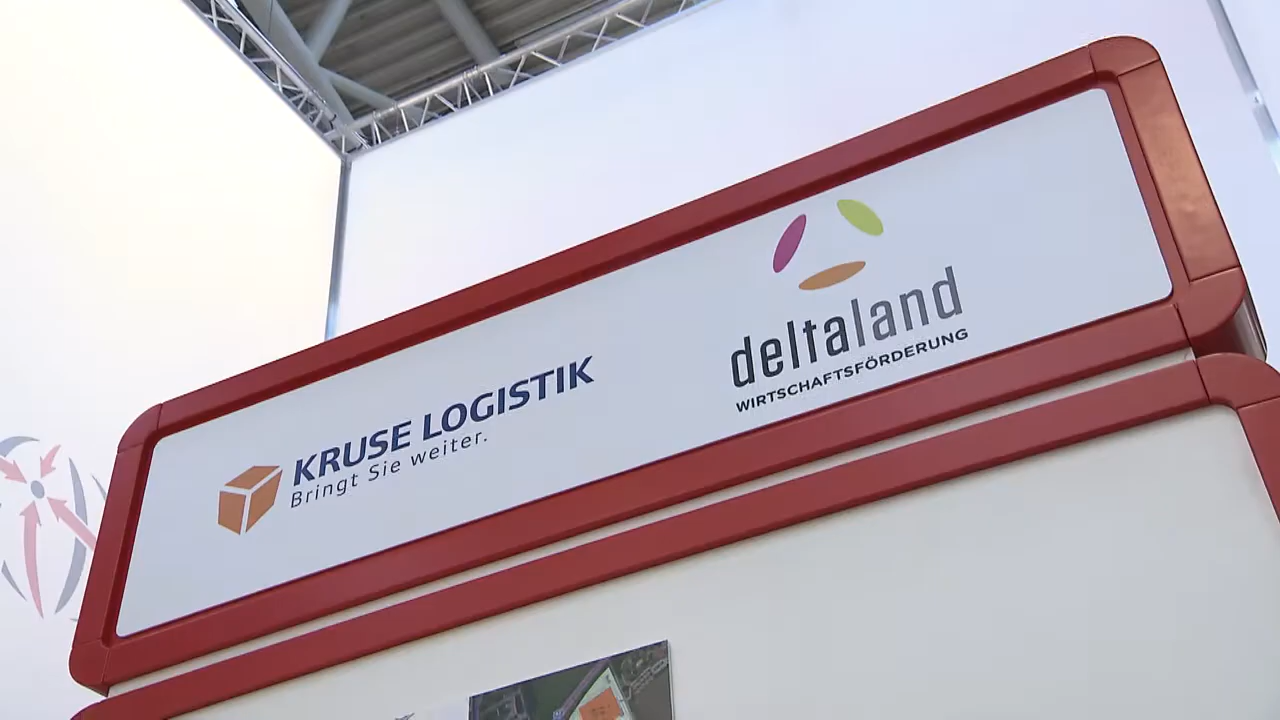 KRUSE LOGISTIK
Bringt Sie weiter.
deltaland
WIRTSCHAFTSFÖRDERUNG